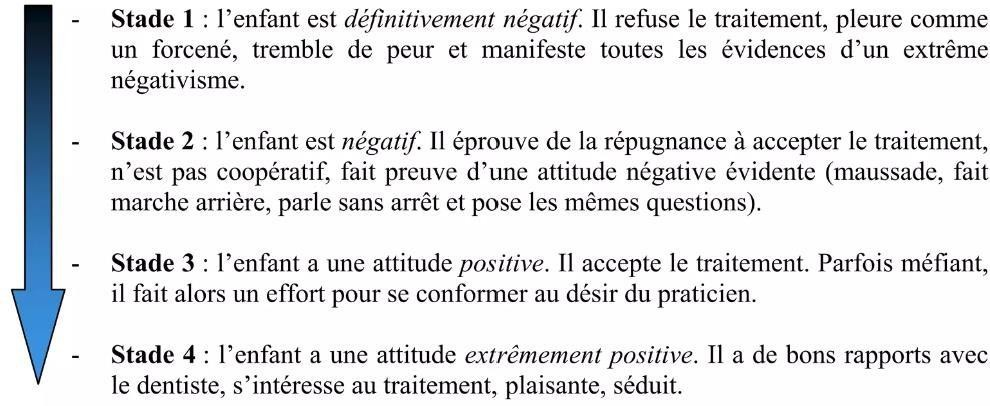 - Stade 1 : l’enfant est définitivement négatif. Il refuse le traitement, pleure comme
un forcené, tremble de peur et manifeste toutes les évidences d’un extrême
négativisme.
- Stade 2 : l’enfant est négatif. Il éprouve de la répugnance à accepter le traitement,
n’est pas coopératif, fait preuve d’une attitude négative évidente (maussade, fait
marche arrière, parle sans arrêt et pose les mêmes questions).
- Stade 3 : l’enfant a une attitude positive. Il accepte le traitement. Parfois méfiant,
il fait alors un effort pour se conformer au désir du praticien.
- Stade 4 : l’enfant a une attitude extrêmement positive. Il a de bons rapports avec
le dentiste, s’intéresse au traitement, plaisante, séduit.